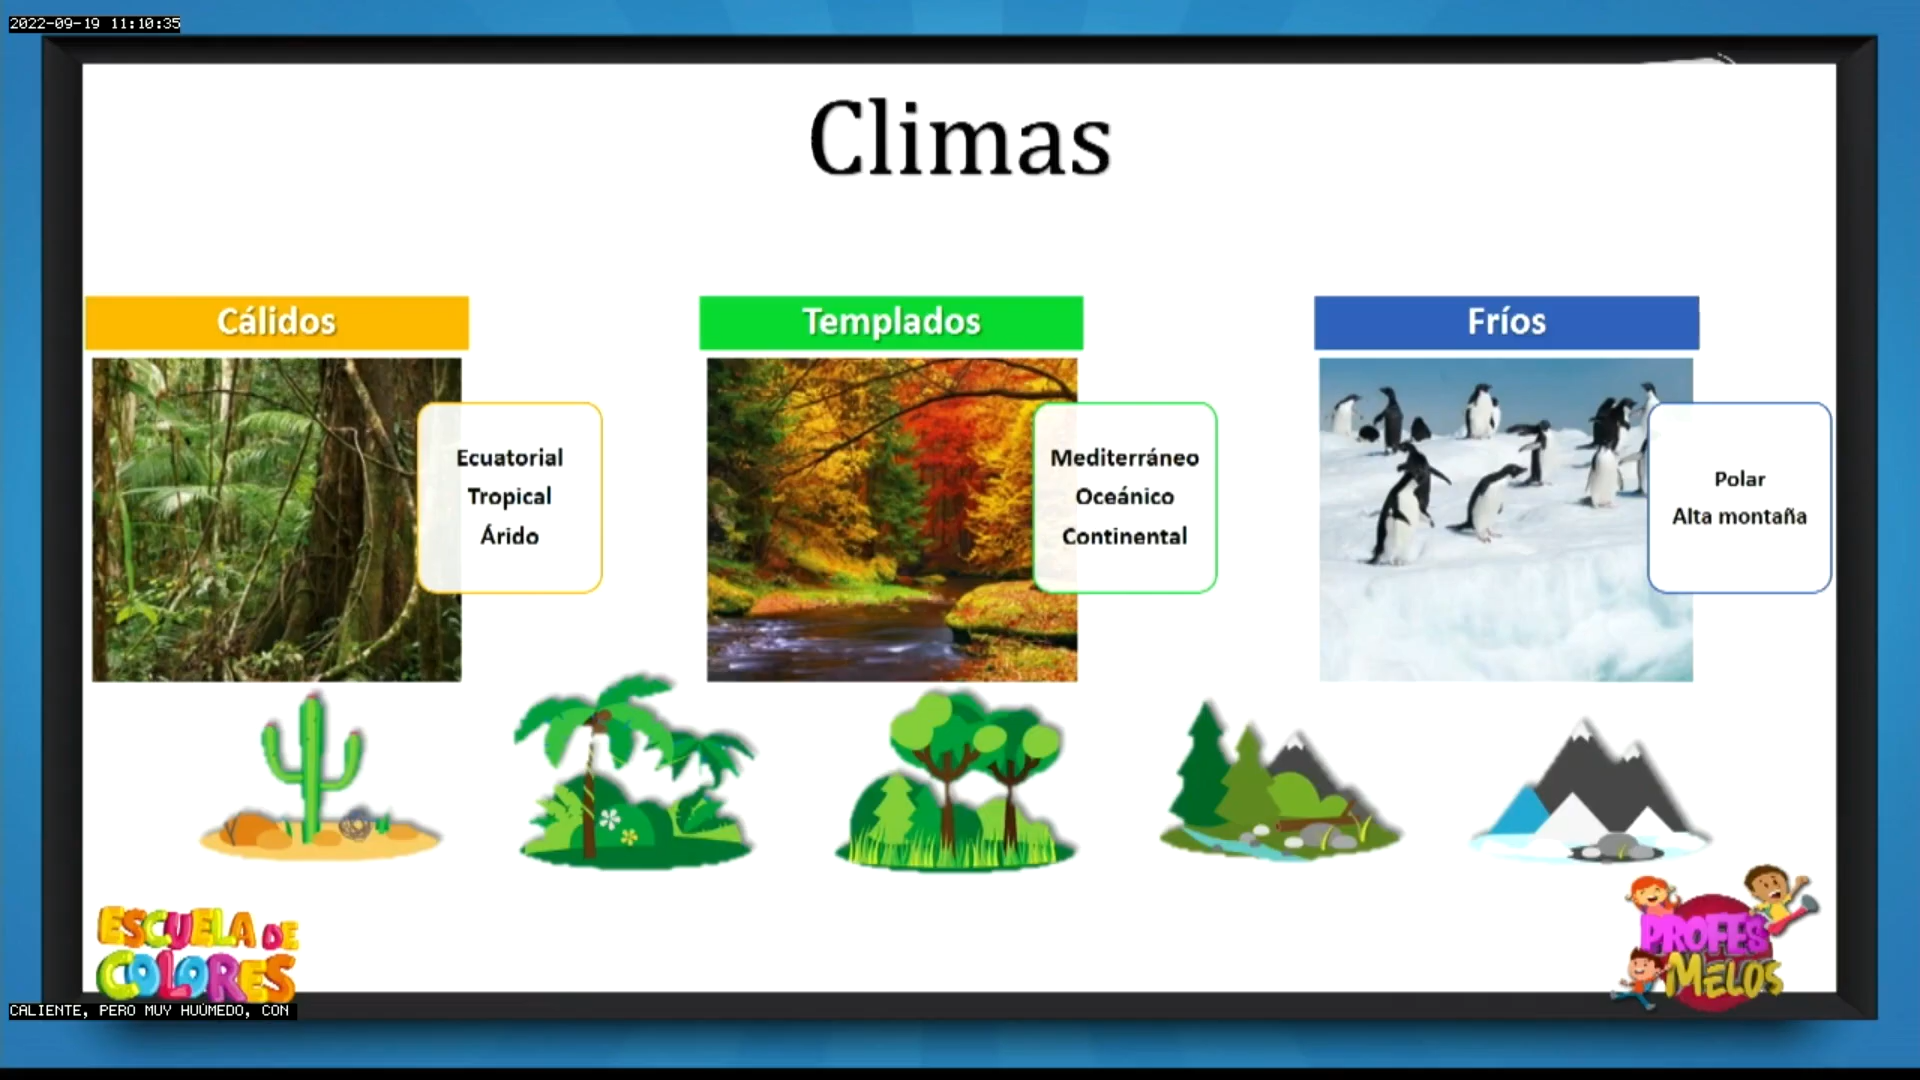 2022-09-19 11:10:35
Climas
Cálidos
Ecuatorial
Tropical
Árido
Templados
Mediterráneo
Oceánico
Continental
Fríos
Polar
Alta montaña
ESCUELA DE
COLORES
PROFES
MELOS
CALIENTE, PERO MUY HUÚMEDO, CON